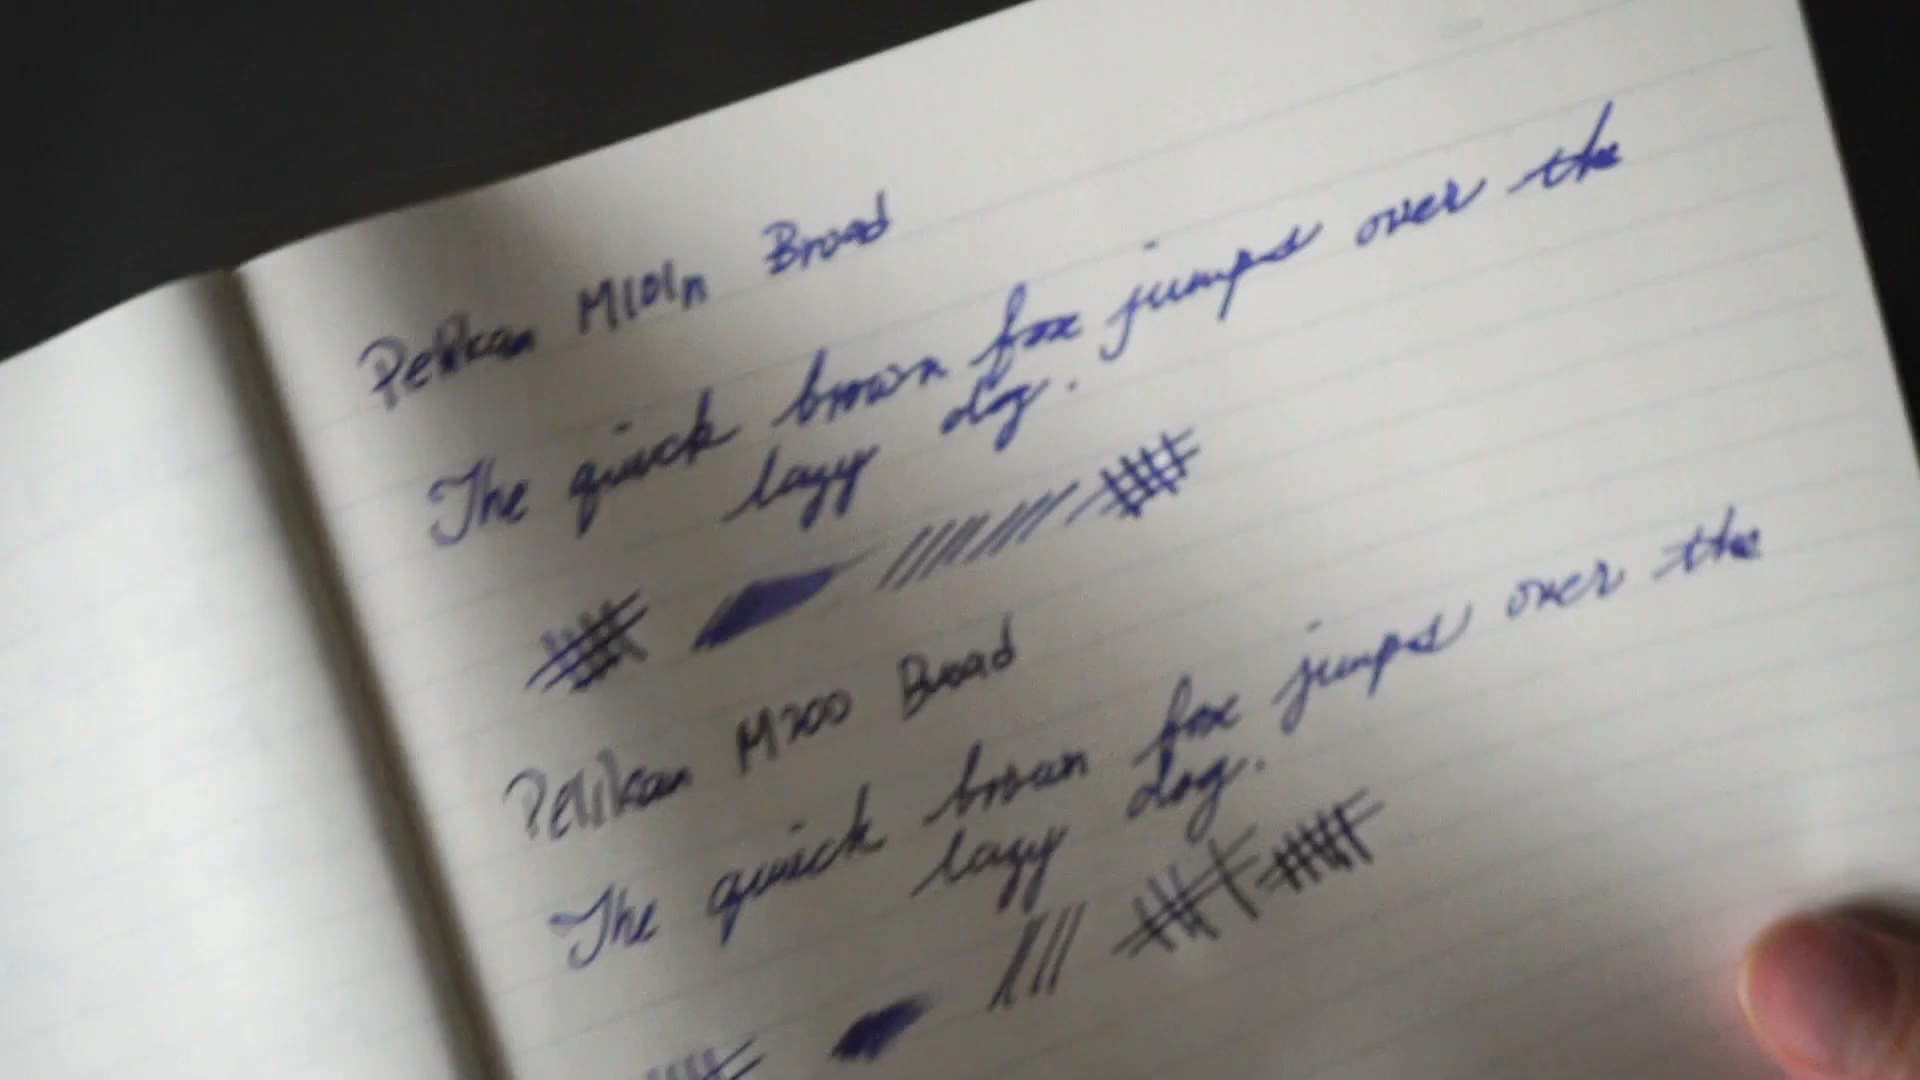 Pelikan M101n Broad
The quick brown fox jumps over the
lazy dog.
Pelikan M200 Broad
The quick brown fox jumps over the
lazy dog.